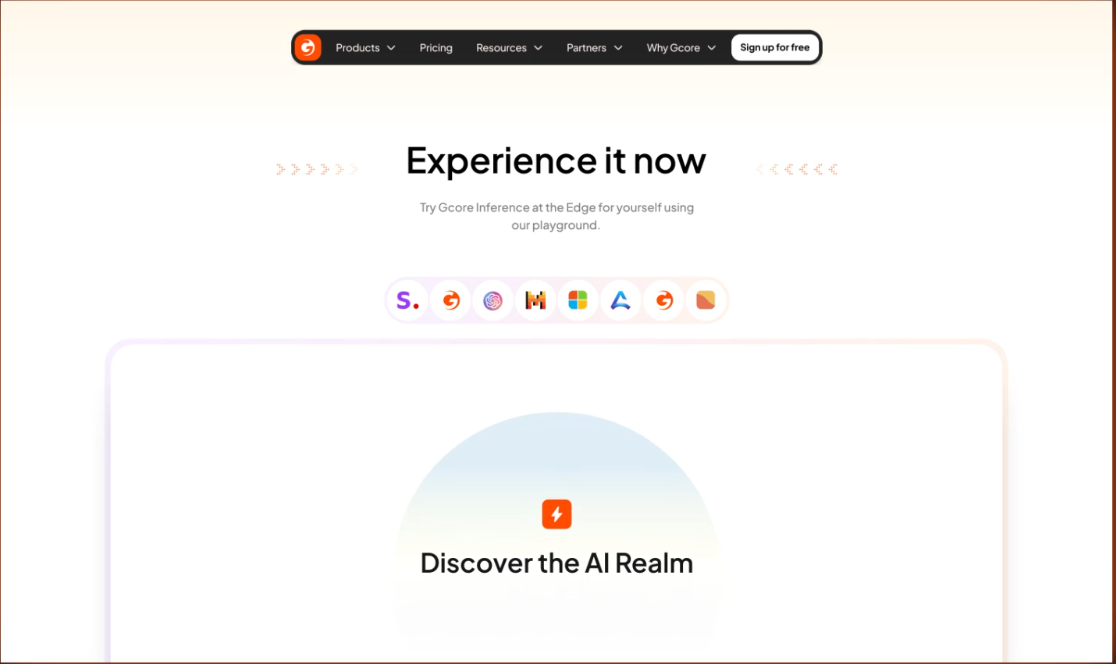 Products Pricing Resources Partners Why Gcore Sign up for free
Experience it now
Try Gcore Inference at the Edge for yourself using
our playground.
S.
Discover the AI Realm